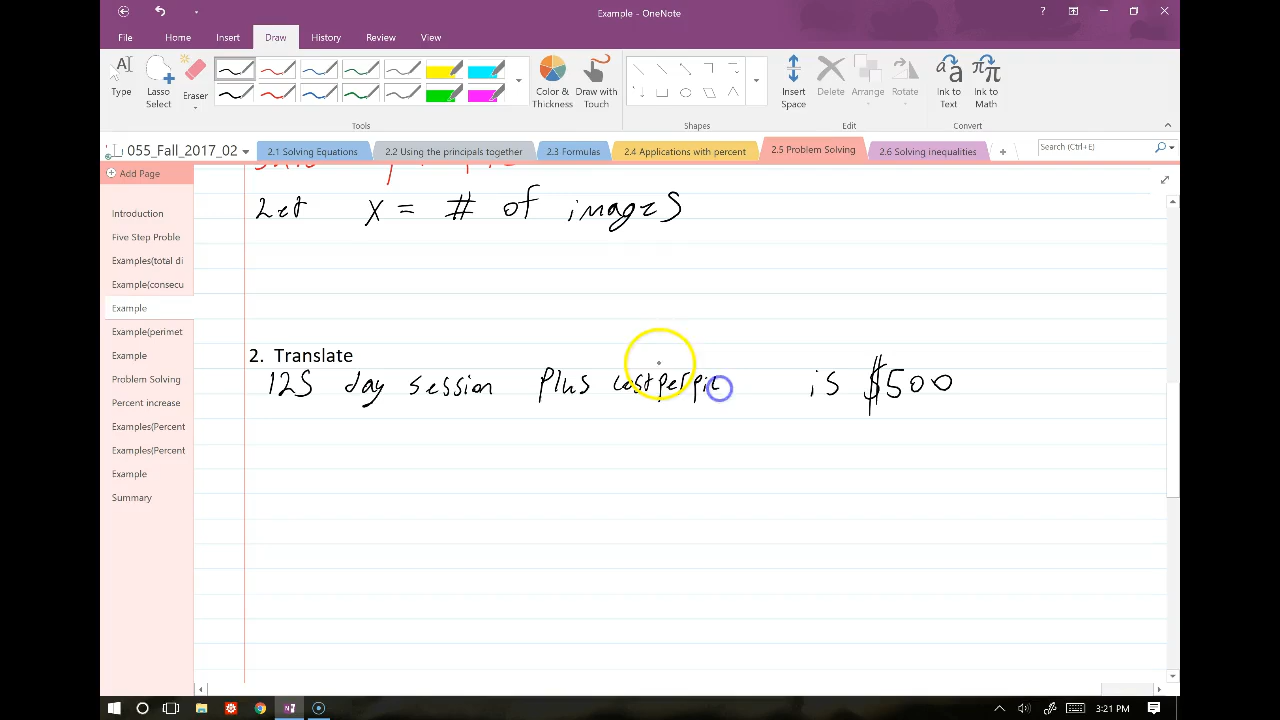 Example - OneNote
?
File Home Insert Draw History Review View
Type
Lasso Select
Eraser
Color & Thickness
Draw with Touch
Insert Space
Delete
Arrange
Rotate
Ink to Text
Ink to Math
Tools Shapes Edit Convert
055_Fall_2017_02
2.1 Solving Equations
2.2 Using the principals together
2.3 Formulas
2.4 Applications with percent
2.5 Problem Solving
2.6 Solving inequalities
Search (Ctrl+E)
Add Page
Introduction
Five Step Proble
Examples(total di
Example(consecu
Example
Example(perimet
Example
Problem Solving
Percent increase
Examples(Percent
Examples(Percent
Example
Summary
Let x = # of images
2. Translate
125 day session Plus cost per pic is $500
3:21 PM